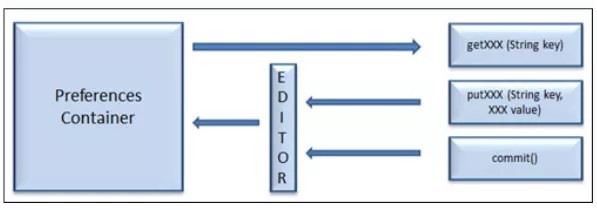 Preferences
Container
E
D
I
T
O
R
getXXX (String key)
putXXX (String key,
XXX value)
commit()